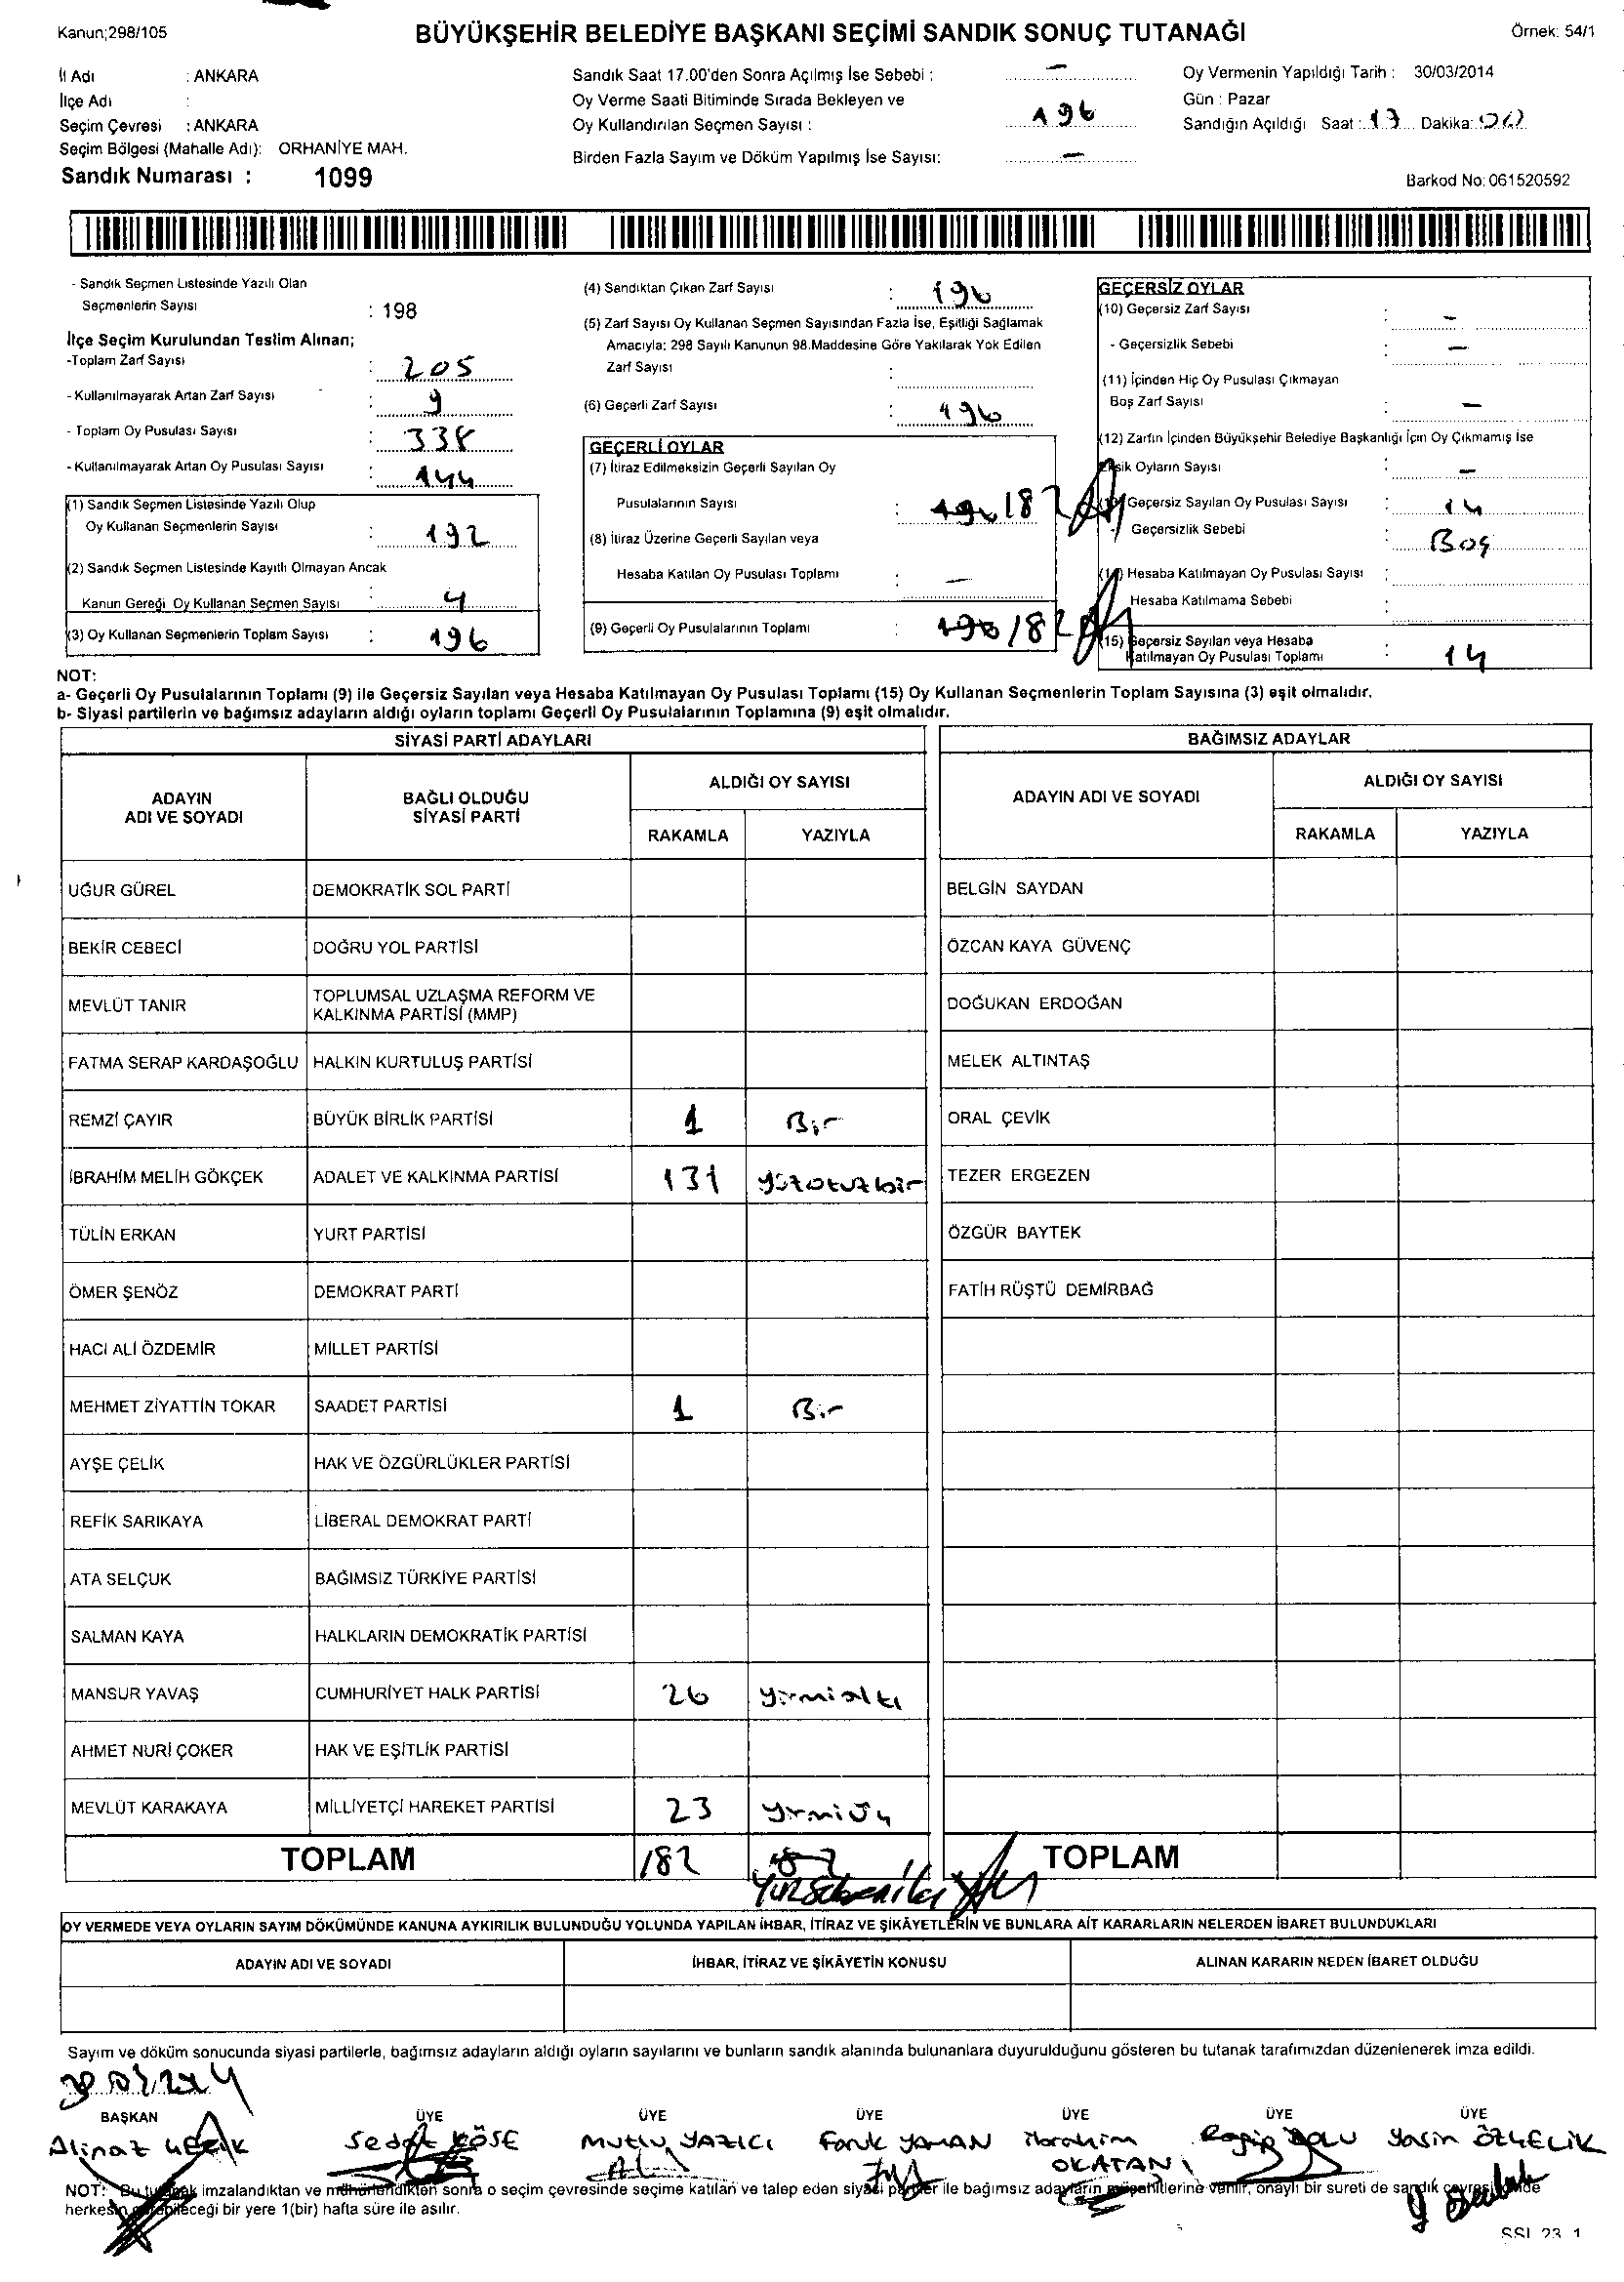 Kanun;298/105
BÜYÜKŞEHİR BELEDİYE BAŞKANI SEÇİMİ SANDIK SONUÇ TUTANAĞI
Örnek: 54/1
İl Adı : ANKARA
İlçe Adı :
Seçim Çevresi : ANKARA
Seçim Bölgesi (Mahalle Adı): ORHANİYE MAH.
Sandık Numarası : 1099
Sandık Saat 17.00'den Sonra Açılmış İse Sebebi : –
Oy Verme Saati Bitiminde Sırada Bekleyen ve
Oy Kullandırılan Seçmen Sayısı : 196
Birden Fazla Sayım ve Döküm Yapılmış İse Sayısı: –
Oy Vermenin Yapıldığı Tarih : 30/03/2014
Gün : Pazar
Sandığın Açıldığı Saat : 17 Dakika: 00
Barkod No: 061520592
- Sandık Seçmen Listesinde Yazılı Olan
Seçmenlerin Sayısı : 198
İlçe Seçim Kurulundan Teslim Alınan;
-Toplam Zarf Sayısı : 205
- Kullanılmayarak Artan Zarf Sayısı : 9
- Toplam Oy Pusulası Sayısı : 338
- Kullanılmayarak Artan Oy Pusulası Sayısı : 144
(1) Sandık Seçmen Listesinde Yazılı Olup
Oy Kullanan Seçmenlerin Sayısı : 192
(2) Sandık Seçmen Listesinde Kayıtlı Olmayan Ancak
Kanun Gereği Oy Kullanan Seçmen Sayısı : 4
(3) Oy Kullanan Seçmenlerin Toplam Sayısı : 196
(4) Sandıktan Çıkan Zarf Sayısı : 196
(5) Zarf Sayısı Oy Kullanan Seçmen Sayısından Fazla İse, Eşitliği Sağlamak
Amacıyla; 298 Sayılı Kanunun 98.Maddesine Göre Yakılarak Yok Edilen
Zarf Sayısı :
(6) Geçerli Zarf Sayısı : 196
GEÇERLİ OYLAR
(7) İtiraz Edilmeksizin Geçerli Sayılan Oy
Pusulalarının Sayısı : 196 182
(8) İtiraz Üzerine Geçerli Sayılan veya
Hesaba Katılan Oy Pusulası Toplamı : –
(9) Geçerli Oy Pusulalarının Toplamı : 196 182
GEÇERSİZ OYLAR
(10) Geçersiz Zarf Sayısı : –
- Geçersizlik Sebebi : –
(11) İçinden Hiç Oy Pusulası Çıkmayan
Boş Zarf Sayısı : –
(12) Zarfın İçinden Büyükşehir Belediye Başkanlığı İçin Oy Çıkmamış İse
Eksik Oyların Sayısı : –
(13) Geçersiz Sayılan Oy Pusulası Sayısı : 14
Geçersizlik Sebebi : Boş
(14) Hesaba Katılmayan Oy Pusulası Sayısı :
Hesaba Katılmama Sebebi :
(15) Geçersiz Sayılan veya Hesaba
Katılmayan Oy Pusulası Toplamı : 14
NOT:
a- Geçerli Oy Pusulalarının Toplamı (9) ile Geçersiz Sayılan veya Hesaba Katılmayan Oy Pusulası Toplamı (15) Oy Kullanan Seçmenlerin Toplam Sayısına (3) eşit olmalıdır.
b- Siyasi partilerin ve bağımsız adayların aldığı oyların toplamı Geçerli Oy Pusulalarının Toplamına (9) eşit olmalıdır.
SİYASİ PARTİ ADAYLARI
ADAYIN ADI VE SOYADI
BAĞLI OLDUĞU SİYASİ PARTİ
ALDIĞI OY SAYISI
RAKAMLA YAZIYLA
UĞUR GÜREL DEMOKRATİK SOL PARTİ
BEKİR CEBECİ DOĞRU YOL PARTİSİ
MEVLÜT TANIR TOPLUMSAL UZLAŞMA REFORM VE
KALKINMA PARTİSİ (MMP)
FATMA SERAP KARDAŞOĞLU HALKIN KURTULUŞ PARTİSİ
REMZİ ÇAYIR BÜYÜK BİRLİK PARTİSİ 1 Bir
İBRAHİM MELİH GÖKÇEK ADALET VE KALKINMA PARTİSİ 131 yüzotuzbir
TÜLİN ERKAN YURT PARTİSİ
ÖMER ŞENÖZ DEMOKRAT PARTİ
HACI ALİ ÖZDEMİR MİLLET PARTİSİ
MEHMET ZİYATTİN TOKAR SAADET PARTİSİ 1 Bir
AYŞE ÇELİK HAK VE ÖZGÜRLÜKLER PARTİSİ
REFİK SARIKAYA LİBERAL DEMOKRAT PARTİ
ATA SELÇUK BAĞIMSIZ TÜRKİYE PARTİSİ
SALMAN KAYA HALKLARIN DEMOKRATİK PARTİSİ
MANSUR YAVAŞ CUMHURİYET HALK PARTİSİ 26 yirmialtı
AHMET NURİ ÇOKER HAK VE EŞİTLİK PARTİSİ
MEVLÜT KARAKAYA MİLLİYETÇİ HAREKET PARTİSİ 23 yirmiüç
TOPLAM 182 182
Yüzsekseniki
BAĞIMSIZ ADAYLAR
ADAYIN ADI VE SOYADI
ALDIĞI OY SAYISI
RAKAMLA YAZIYLA
BELGİN SAYDAN
ÖZCAN KAYA GÜVENÇ
DOĞUKAN ERDOĞAN
MELEK ALTINTAŞ
ORAL ÇEVİK
TEZER ERGEZEN
ÖZGÜR BAYTEK
FATİH RÜŞTÜ DEMİRBAĞ
TOPLAM
OY VERMEDE VEYA OYLARIN SAYIM DÖKÜMÜNDE KANUNA AYKIRILIK BULUNDUĞU YOLUNDA YAPILAN İHBAR, İTİRAZ VE ŞİKÂYETLERİN VE BUNLARA AİT KARARLARIN NELERDEN İBARET BULUNDUKLARI
ADAYIN ADI VE SOYADI İHBAR, İTİRAZ VE ŞİKÂYETİN KONUSU ALINAN KARARIN NEDEN İBARET OLDUĞU
Sayım ve döküm sonucunda siyasi partilerle, bağımsız adayların aldığı oyların sayılarını ve bunların sandık alanında bulunanlara duyurulduğunu gösteren bu tutanak tarafımızdan düzenlenerek imza edildi.
BAŞKAN ÜYE ÜYE ÜYE ÜYE ÜYE ÜYE
Sedat KÖSE Mutlu YAZICI Faruk YAMAN İbrahim OKATAN Ragıp Yasin ÖZÇELİK
NOT: Bu tutanak imzalandıktan ve mühürlendikten sonra o seçim çevresinde seçime katılan ve talep eden siyasi partiler ile bağımsız adayların müşahitlerine verilir, onaylı bir sureti de sandık çevresinde
herkesin görebileceği bir yere 1(bir) hafta süre ile asılır.